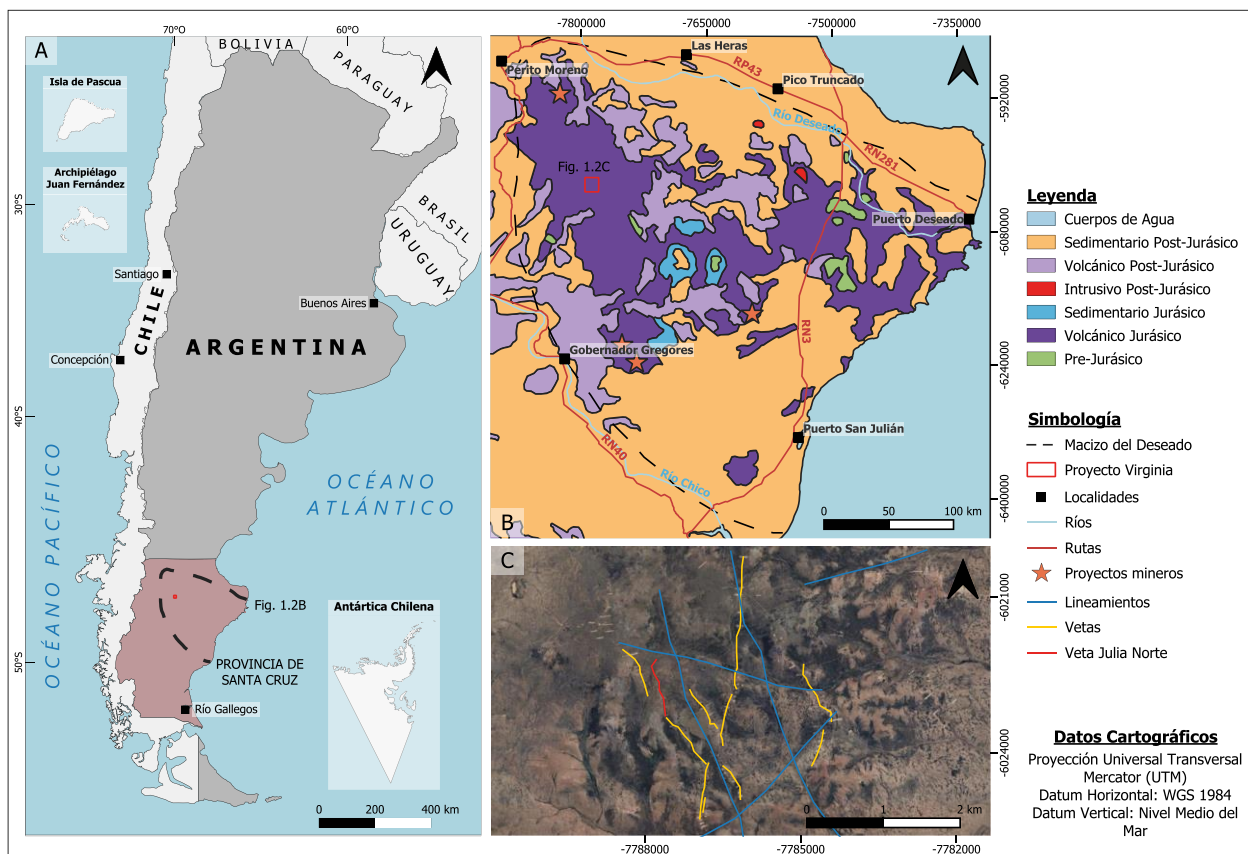 A
70°O
60°O
BOLIVIA
PARAGUAY
BRASIL
URUGUAY
Isla de Pascua
Archipiélago
Juan Fernández
30°S
40°S
50°S
Santiago
Buenos Aires
Concepción
CHILE
ARGENTINA
OCÉANO PACÍFICO
OCÉANO
ATLÁNTICO
Fig. 1.2B
PROVINCIA DE
SANTA CRUZ
Río Gallegos
Antártica Chilena
0 200 400 km
B
-7800000
-7650000
-7500000
-7350000
-5920000
-6080000
-6240000
-6400000
Las Heras
Perito Moreno
RP43
Pico Truncado
Río Deseado
RN281
Fig. 1.2C
Puerto Deseado
RN3
Gobernador Gregores
Puerto San Julián
RN40
Río Chico
0 50 100 km
C
-6021000
-6024000
0 1 2 km
-7788000
-7785000
-7782000
Leyenda
Cuerpos de Agua
Sedimentario Post-Jurásico
Volcánico Post-Jurásico
Intrusivo Post-Jurásico
Sedimentario Jurásico
Volcánico Jurásico
Pre-Jurásico
Simbología
Macizo del Deseado
Proyecto Virginia
Localidades
Ríos
Rutas
Proyectos mineros
Lineamientos
Vetas
Veta Julia Norte
Datos Cartográficos
Proyección Universal Transversal
Mercator (UTM)
Datum Horizontal: WGS 1984
Datum Vertical: Nivel Medio del
Mar